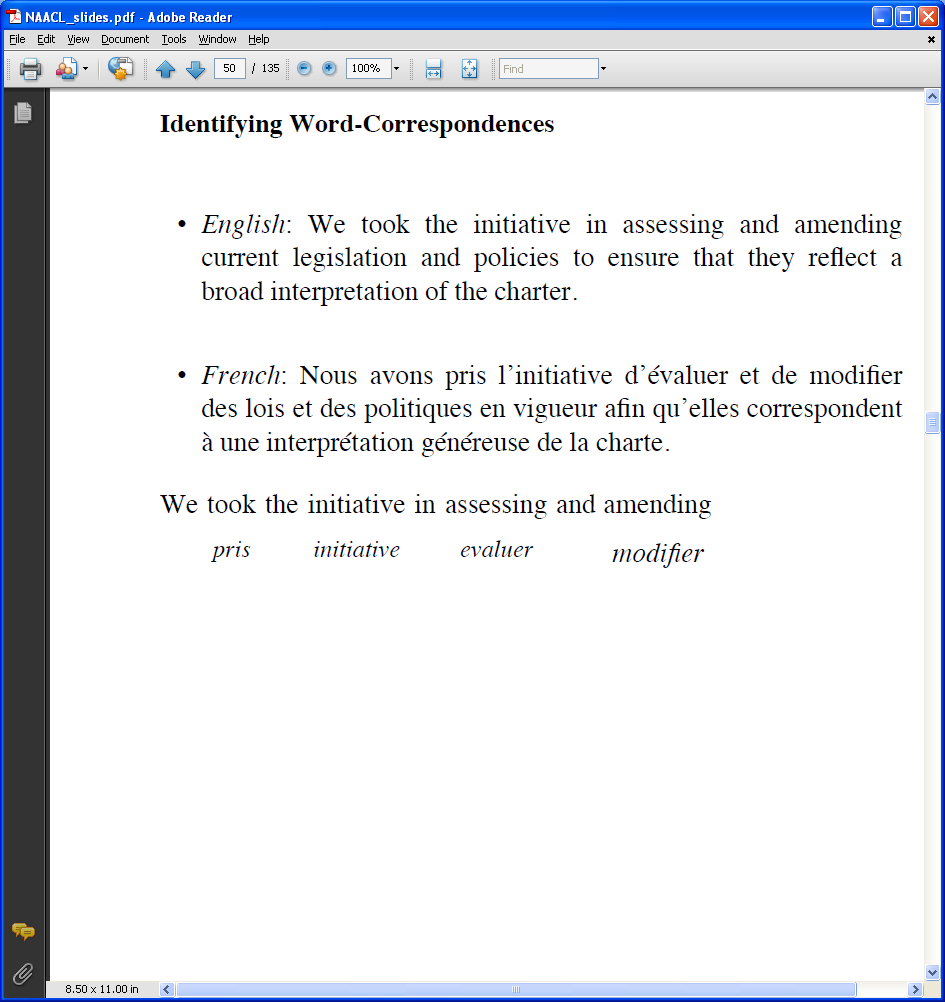 NAACL_slides.pdf - Adobe Reader
File Edit View Document Tools Window Help
50 / 135 100% Find
Identifying Word-Correspondences
• English: We took the initiative in assessing and amending
current legislation and policies to ensure that they reflect a
broad interpretation of the charter.
• French: Nous avons pris l'initiative d'évaluer et de modifier
des lois et des politiques en vigueur afin qu'elles correspondent
à une interprétation généreuse de la charte.
We took the initiative in assessing and amending
pris initiative evaluer modifier
8.50 x 11.00 in